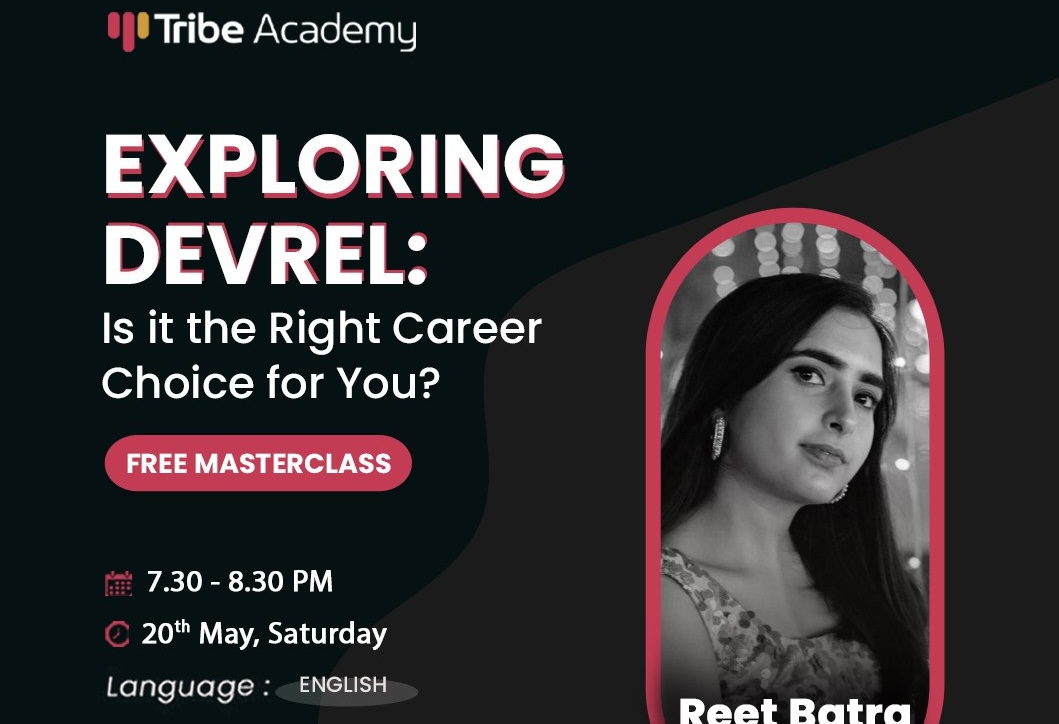 Tribe Academy
EXPLORING
DEVREL:
Is it the Right Career
Choice for You?
FREE MASTERCLASS
7.30 - 8.30 PM
20th May, Saturday
Language : ENGLISH
Reet Batra